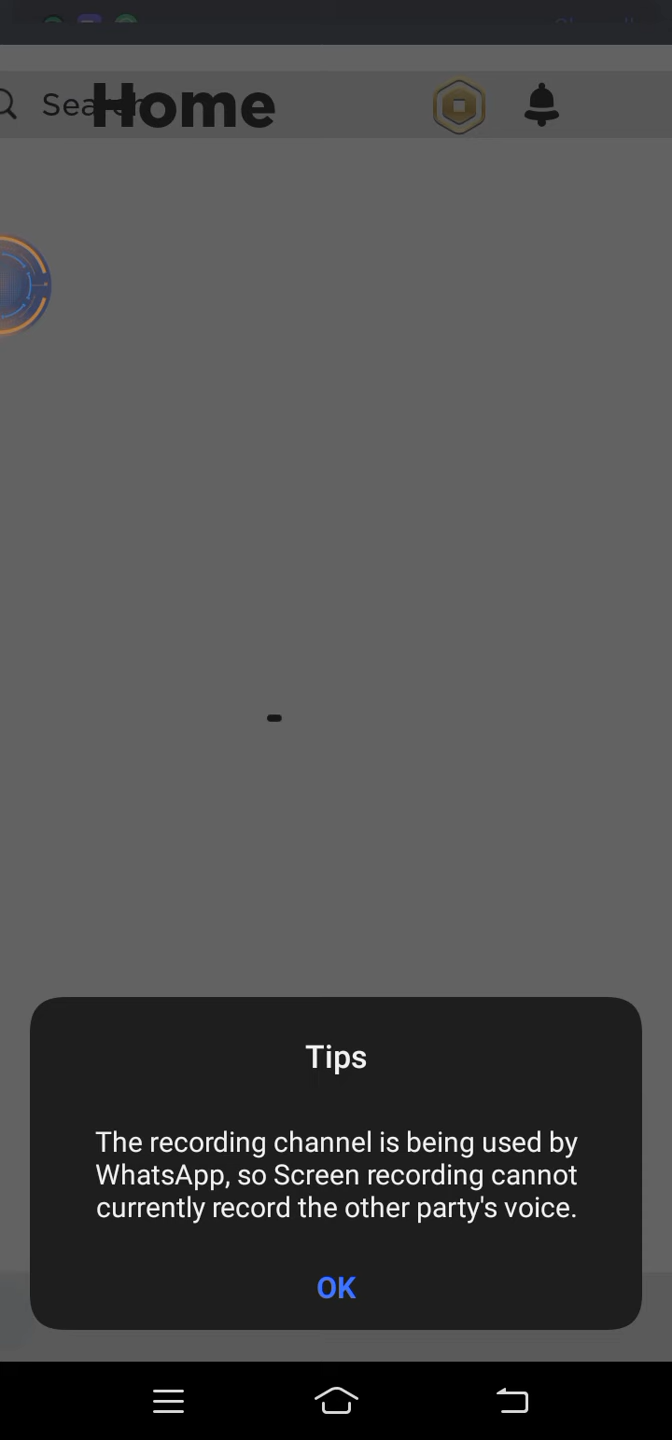 Search
Home
Tips
The recording channel is being used by
WhatsApp, so Screen recording cannot
currently record the other party's voice.
OK